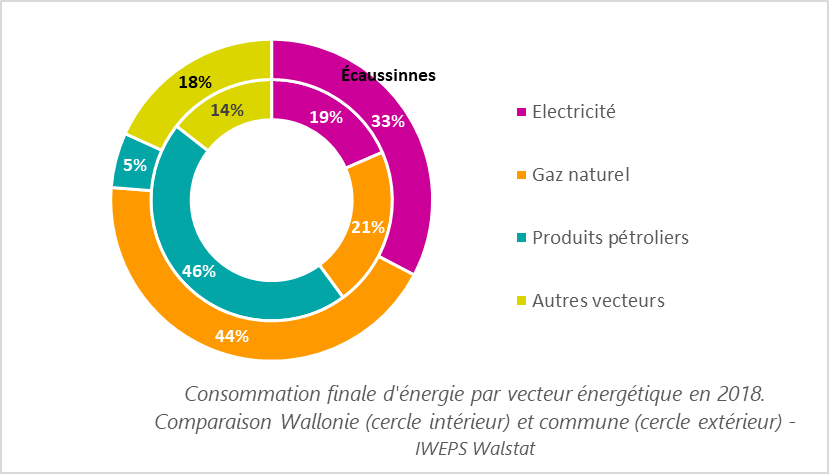 Écaussinnes
18%
14%
19%
33%
5%
21%
46%
44%
Electricité
Gaz naturel
Produits pétroliers
Autres vecteurs
Consommation finale d'énergie par vecteur énergétique en 2018.
Comparaison Wallonie (cercle intérieur) et commune (cercle extérieur) -
IWEPS Walstat